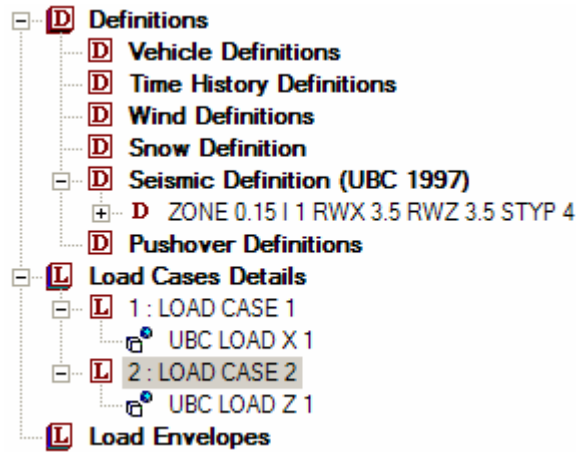 D Definitions
D Vehicle Definitions
D Time History Definitions
D Wind Definitions
D Snow Definition
D Seismic Definition (UBC 1997)
D ZONE 0.15 I 1 RWX 3.5 RWZ 3.5 STYP 4
D Pushover Definitions
L Load Cases Details
L 1 : LOAD CASE 1
UBC LOAD X 1
L 2 : LOAD CASE 2
UBC LOAD Z 1
L Load Envelopes